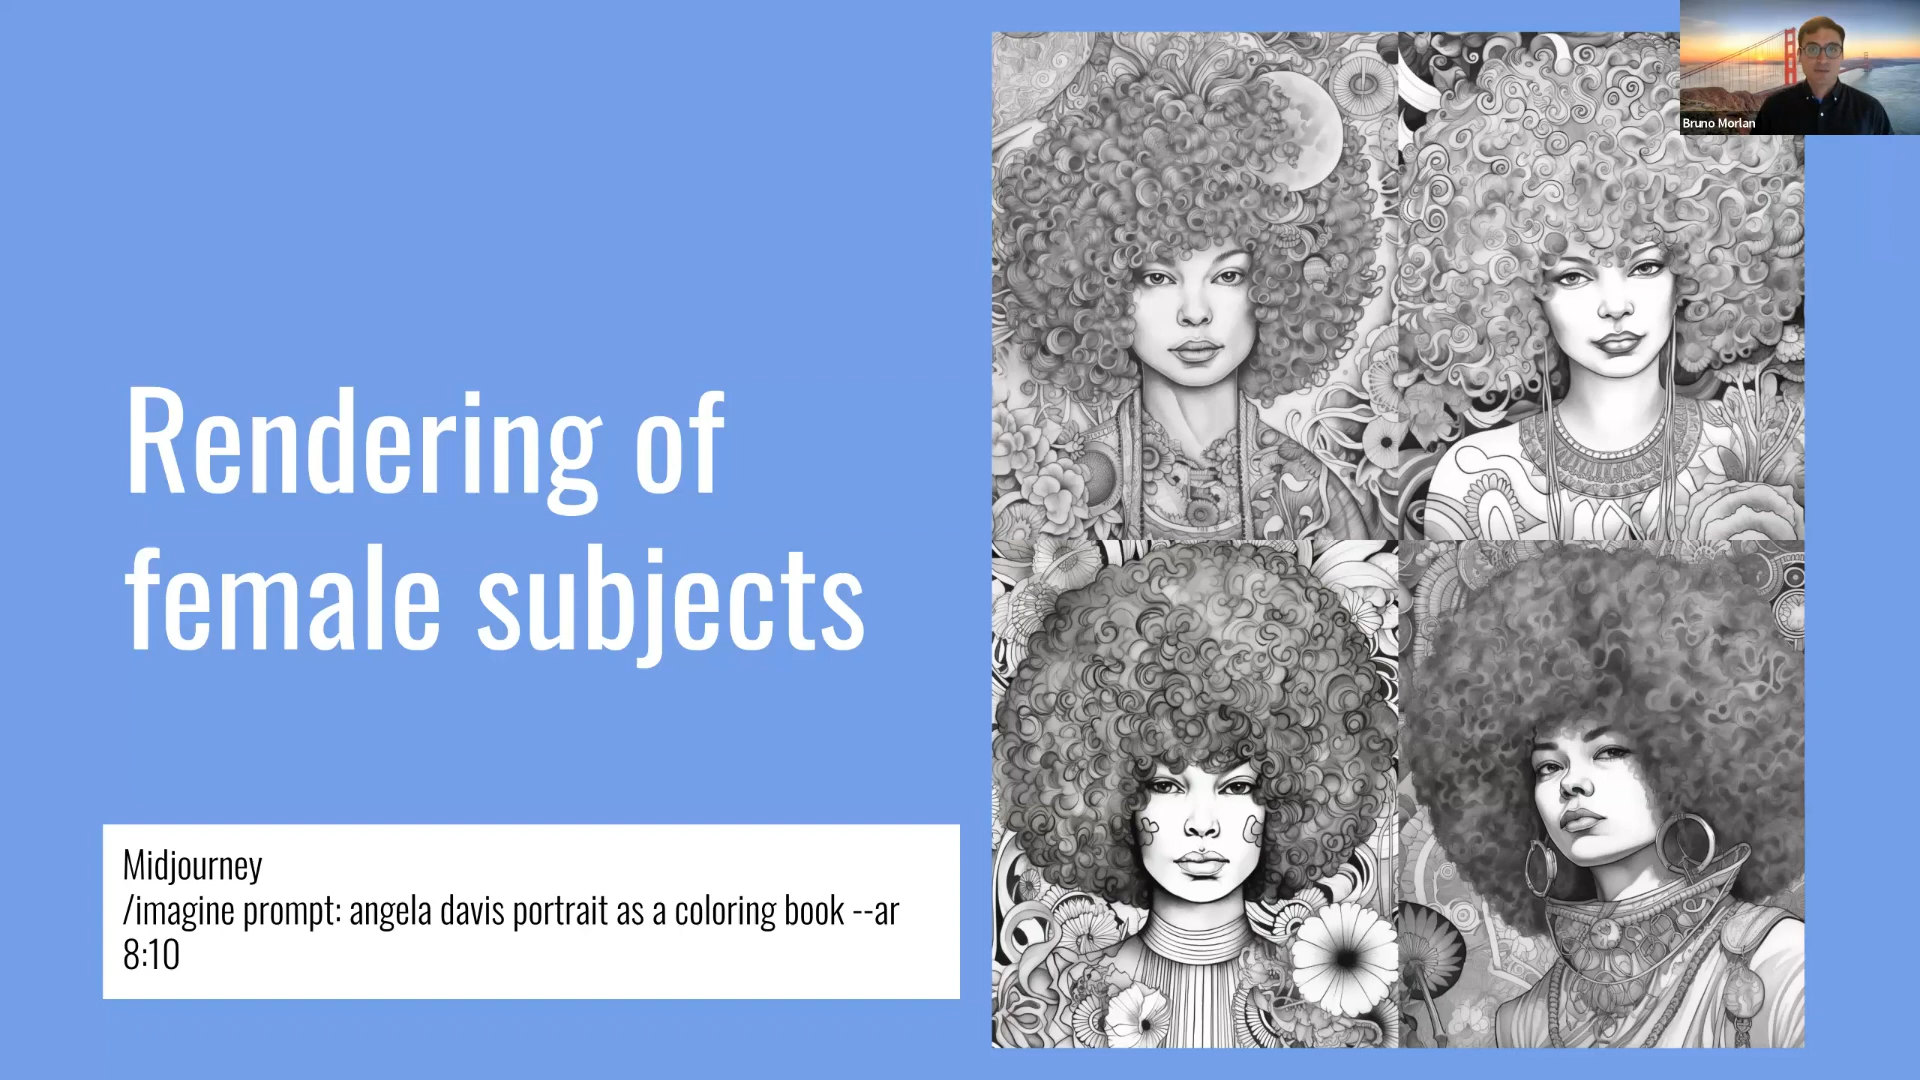 Bruno Morlan
Rendering of
female subjects
Midjourney
/imagine prompt: angela davis portrait as a coloring book --ar
8:10